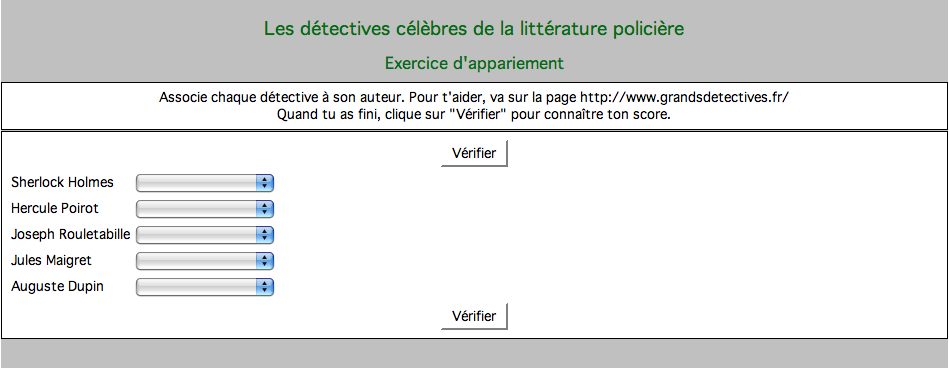 Les détectives célèbres de la littérature policière
Exercice d'appariement
Associe chaque détective à son auteur. Pour t'aider, va sur la page http://www.grandsdetectives.fr/
Quand tu as fini, clique sur "Vérifier" pour connaître ton score.
Vérifier
Sherlock Holmes
Hercule Poirot
Joseph Rouletabille
Jules Maigret
Auguste Dupin
Vérifier